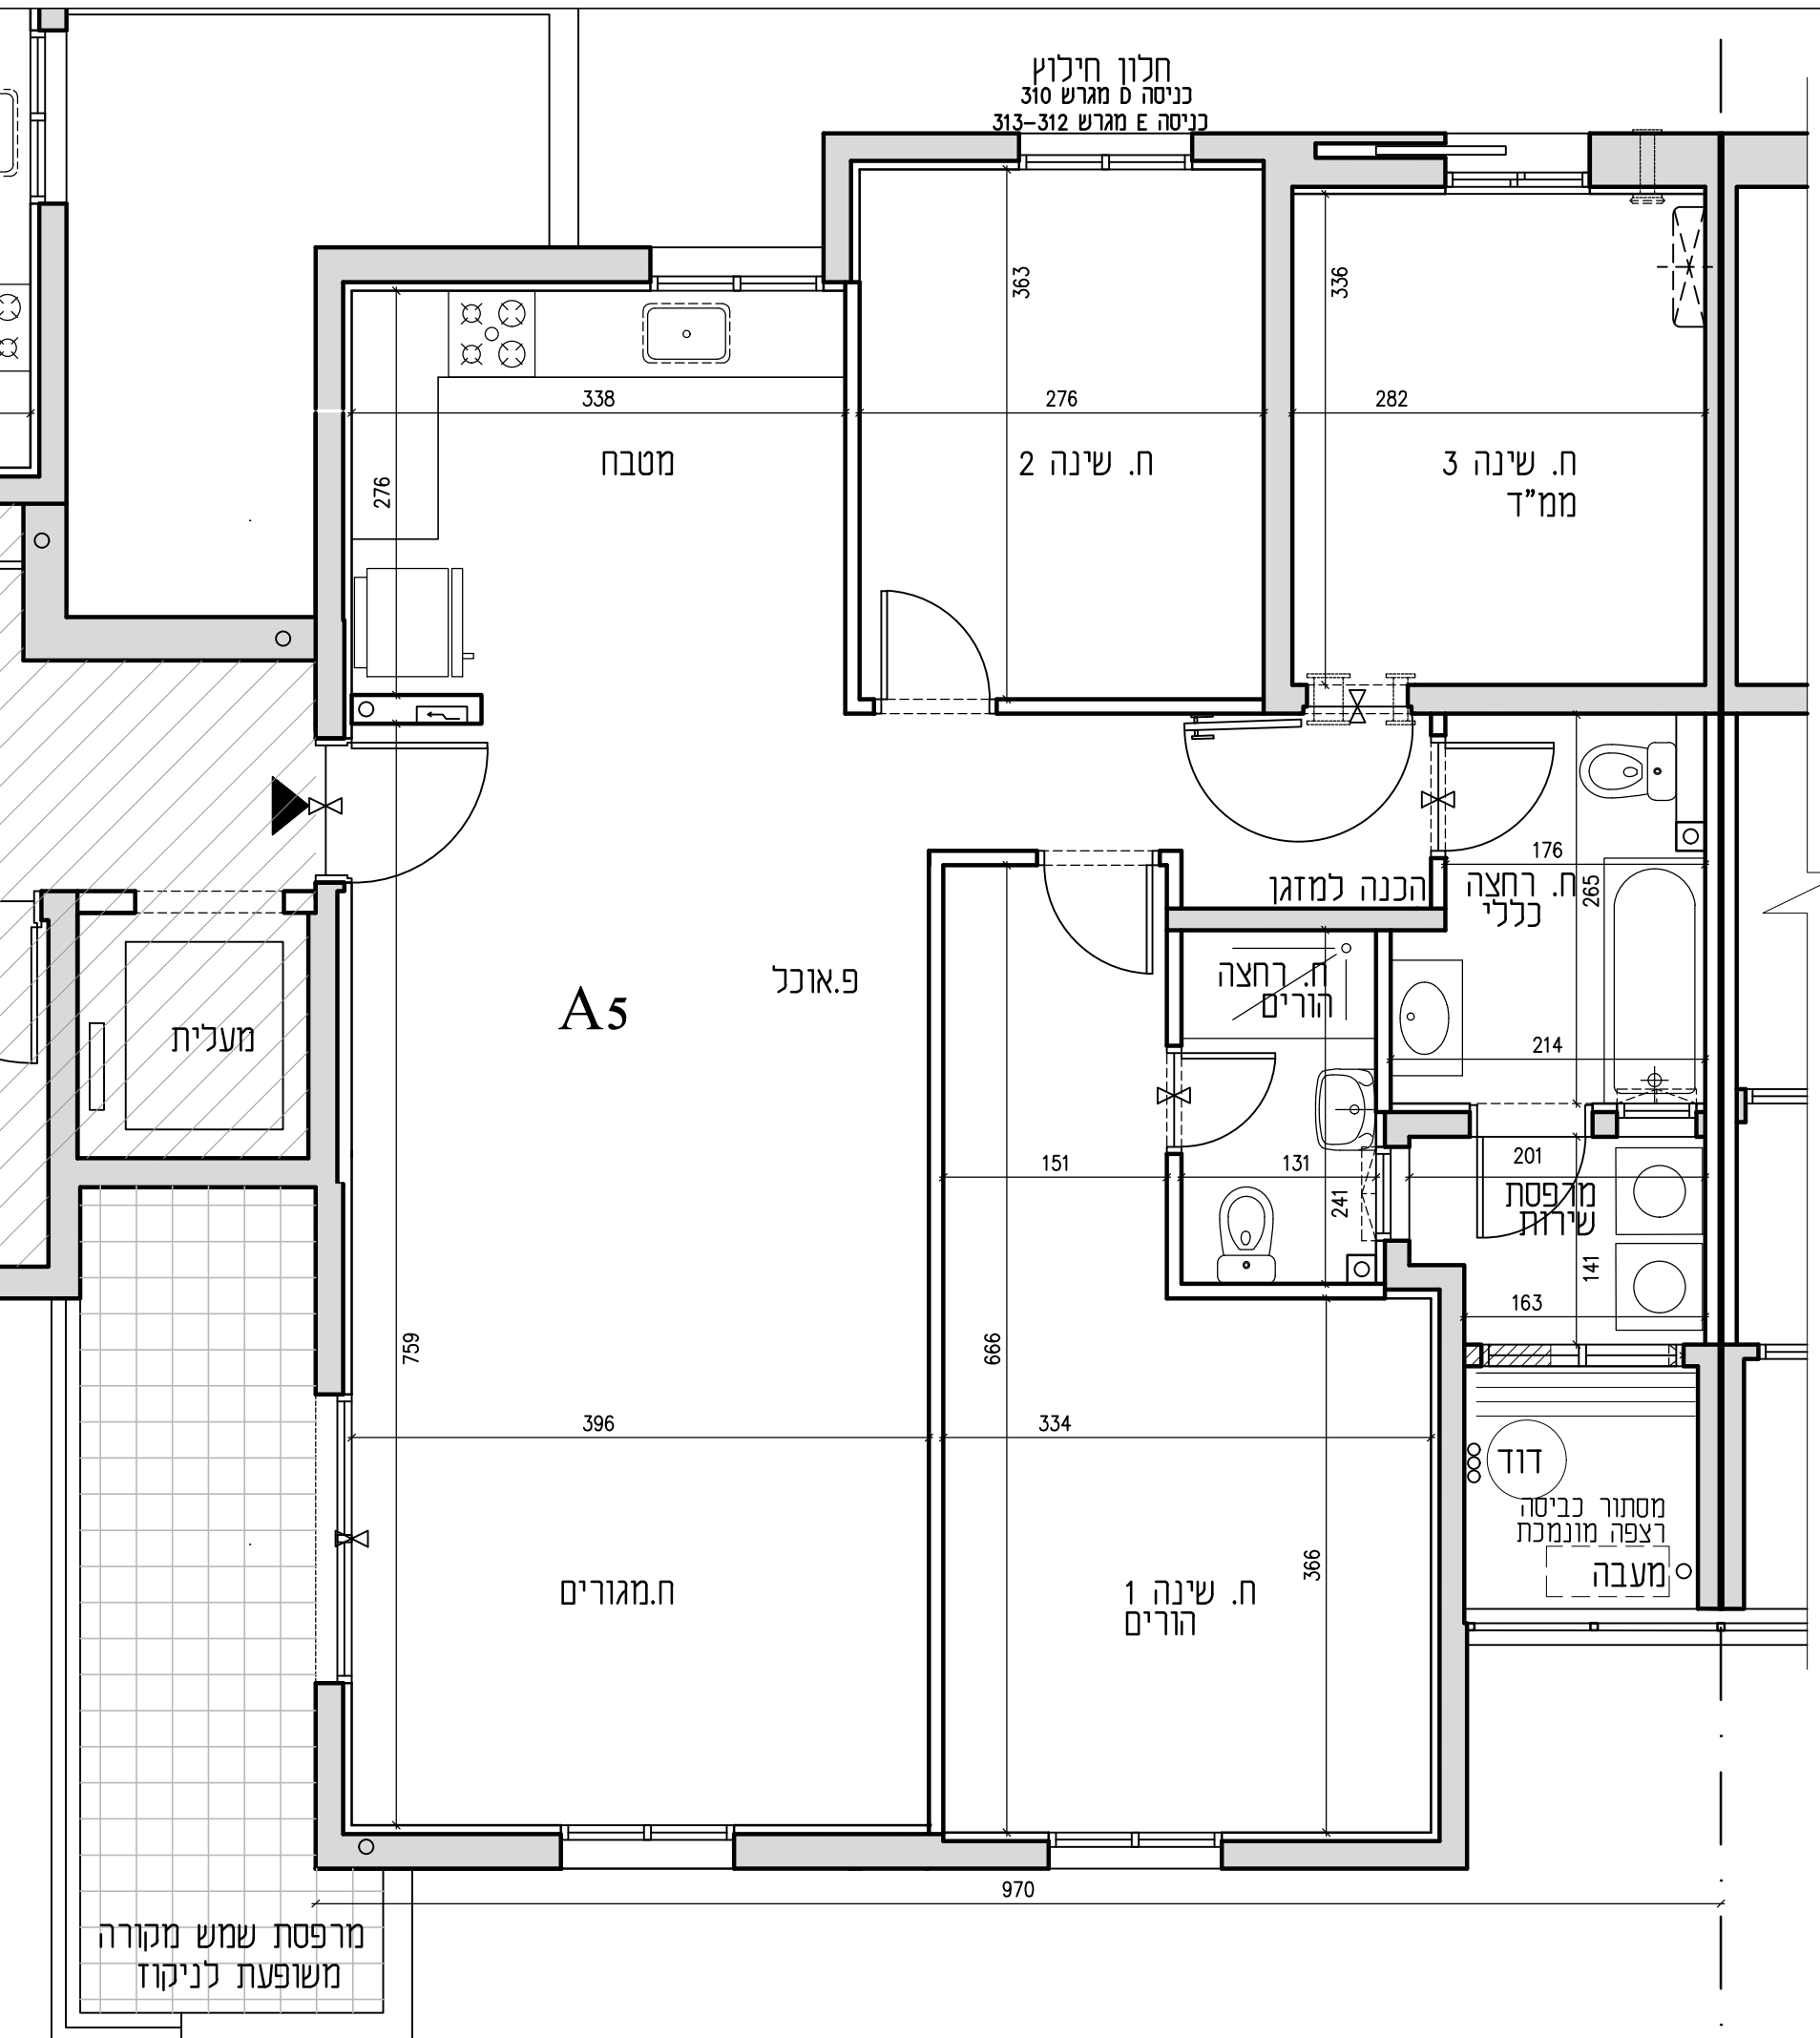 חלון חילוץ
כניסה D מגרש 310
כניסה E מגרש 313-312
363
336
338
276
282
מטבח
ח. שינה 2
ח. שינה 3
ממ"ד
276
176
265
הכנה למזגן
ח. רחצה
כללי
פ.אוכל
A5
ח. רחצה
הורים
מעלית
214
151
131
241
201
מרפסת
שירות
141
163
759
666
396
334
דוד
מסתור כביסה
רצפה מונמכת
מעבה
366
ח.מגורים
ח. שינה 1
הורים
970
מרפסת שמש מקורה
משופעת לניקוז